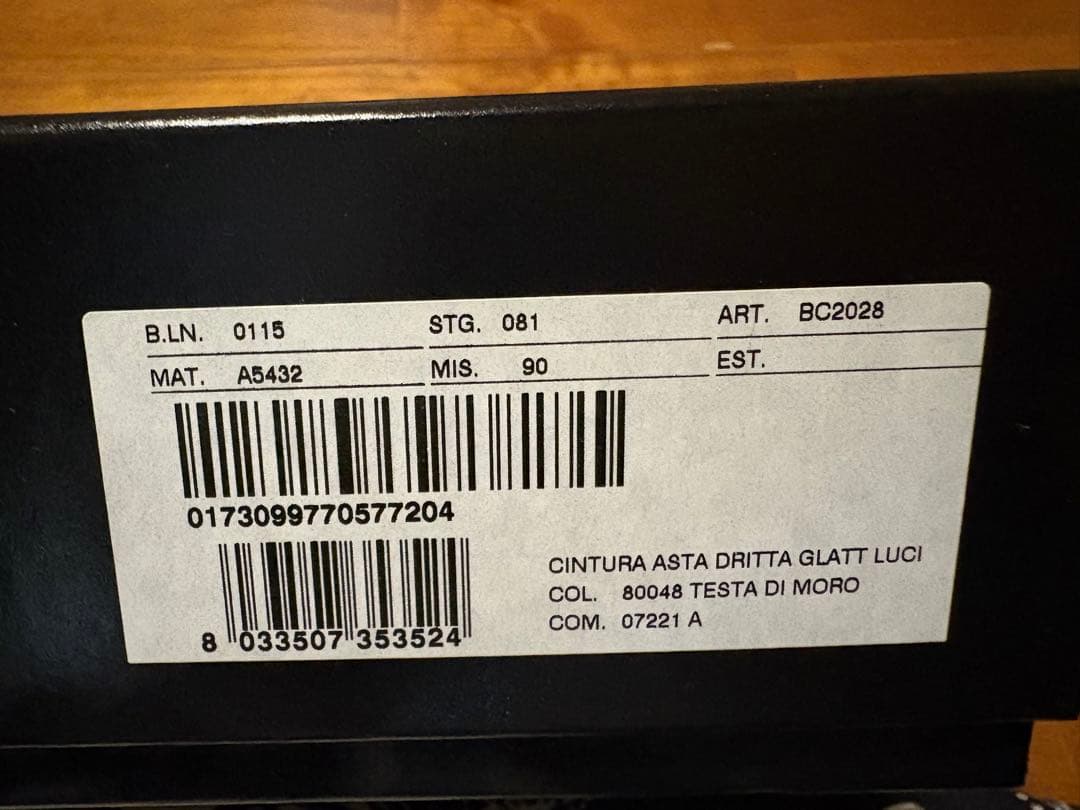 B.LN. 0115 STG. 081 ART. BC2028
MAT. A5432 MIS. 90 EST.
0173099770577204
8 033507 353524
CINTURA ASTA DRITTA GLATT LUCI
COL. 80048 TESTA DI MORO
COM. 07221 A